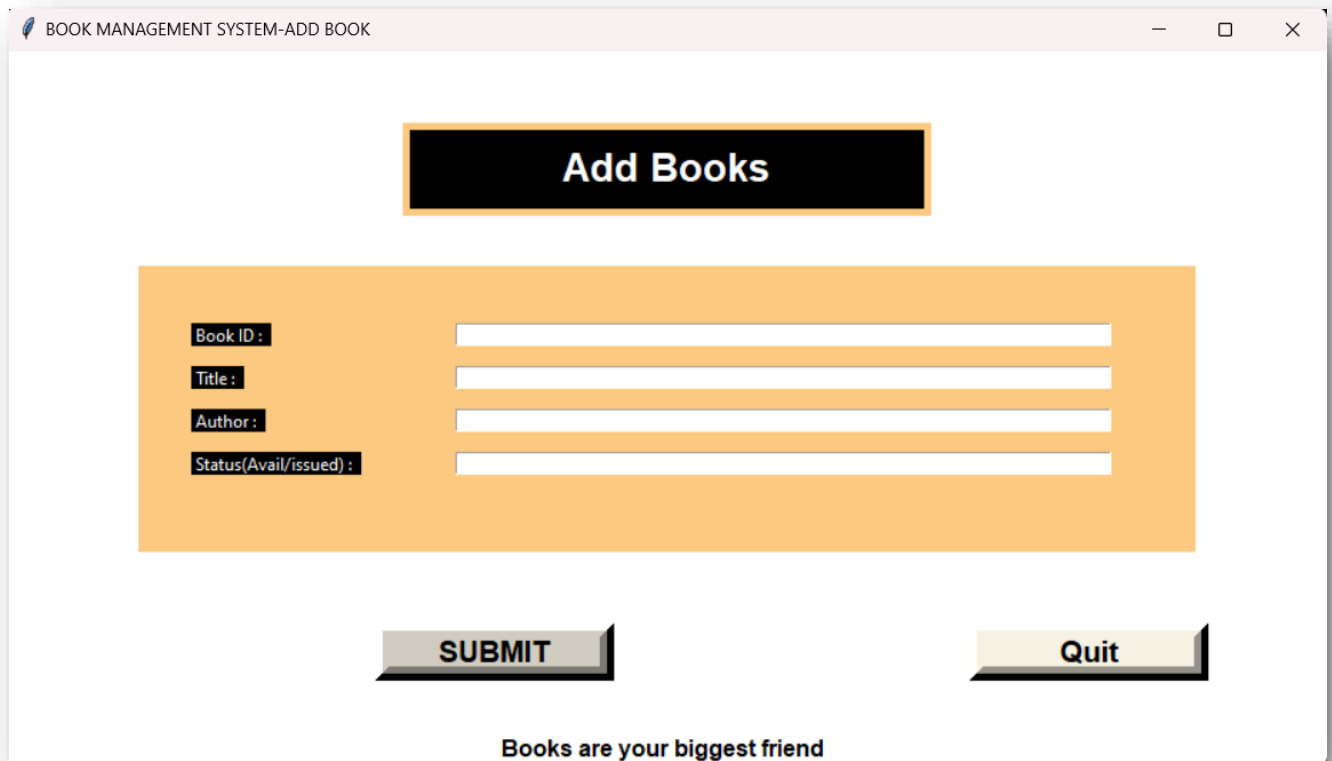 BOOK MANAGEMENT SYSTEM-ADD BOOK
Add Books
Book ID :
Title :
Author :
Status(Avail/issued) :
SUBMIT
Quit
Books are your biggest friend